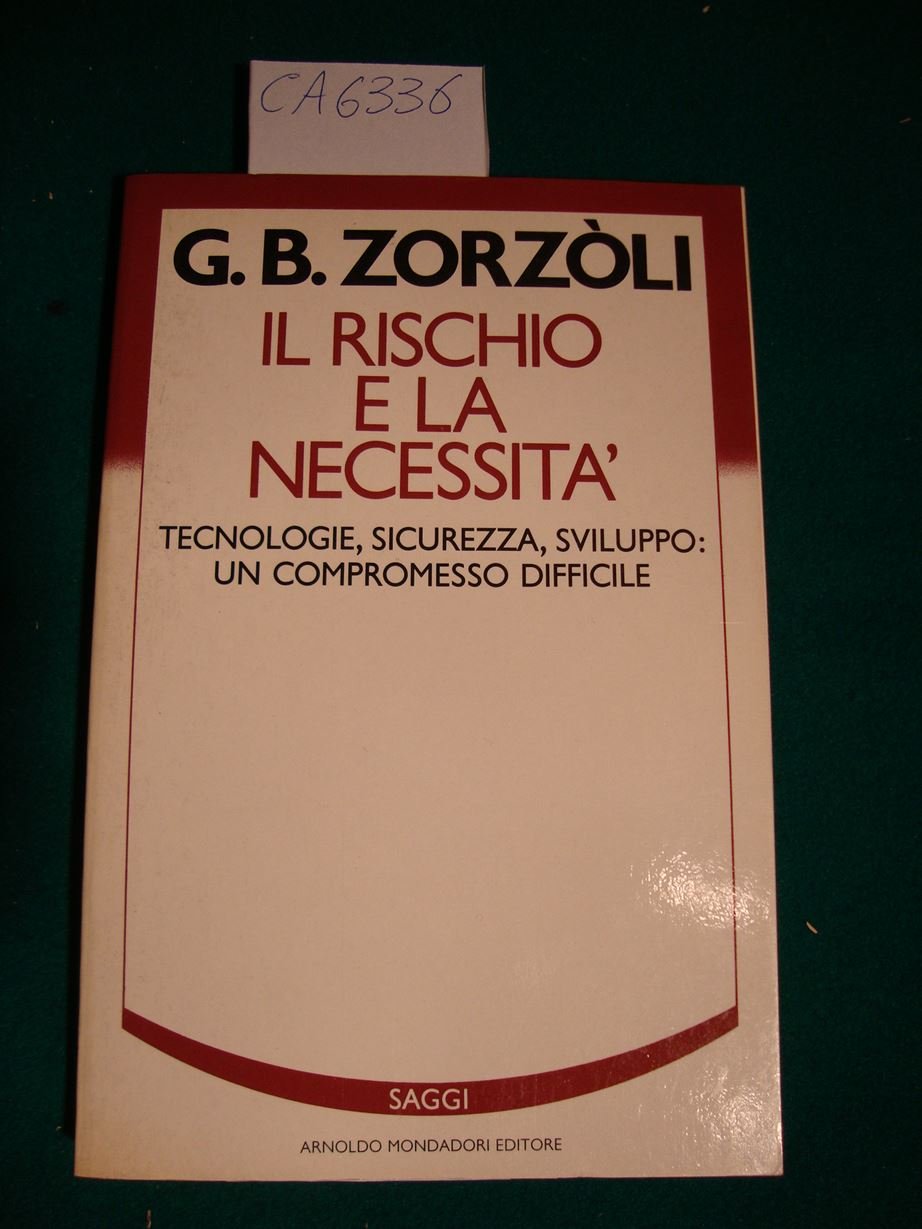 CA6336
G. B. ZORZÒLI
IL RISCHIO
E LA
NECESSITA'
TECNOLOGIE, SICUREZZA, SVILUPPO:
UN COMPROMESSO DIFFICILE
SAGGI
ARNOLDO MONDADORI EDITORE